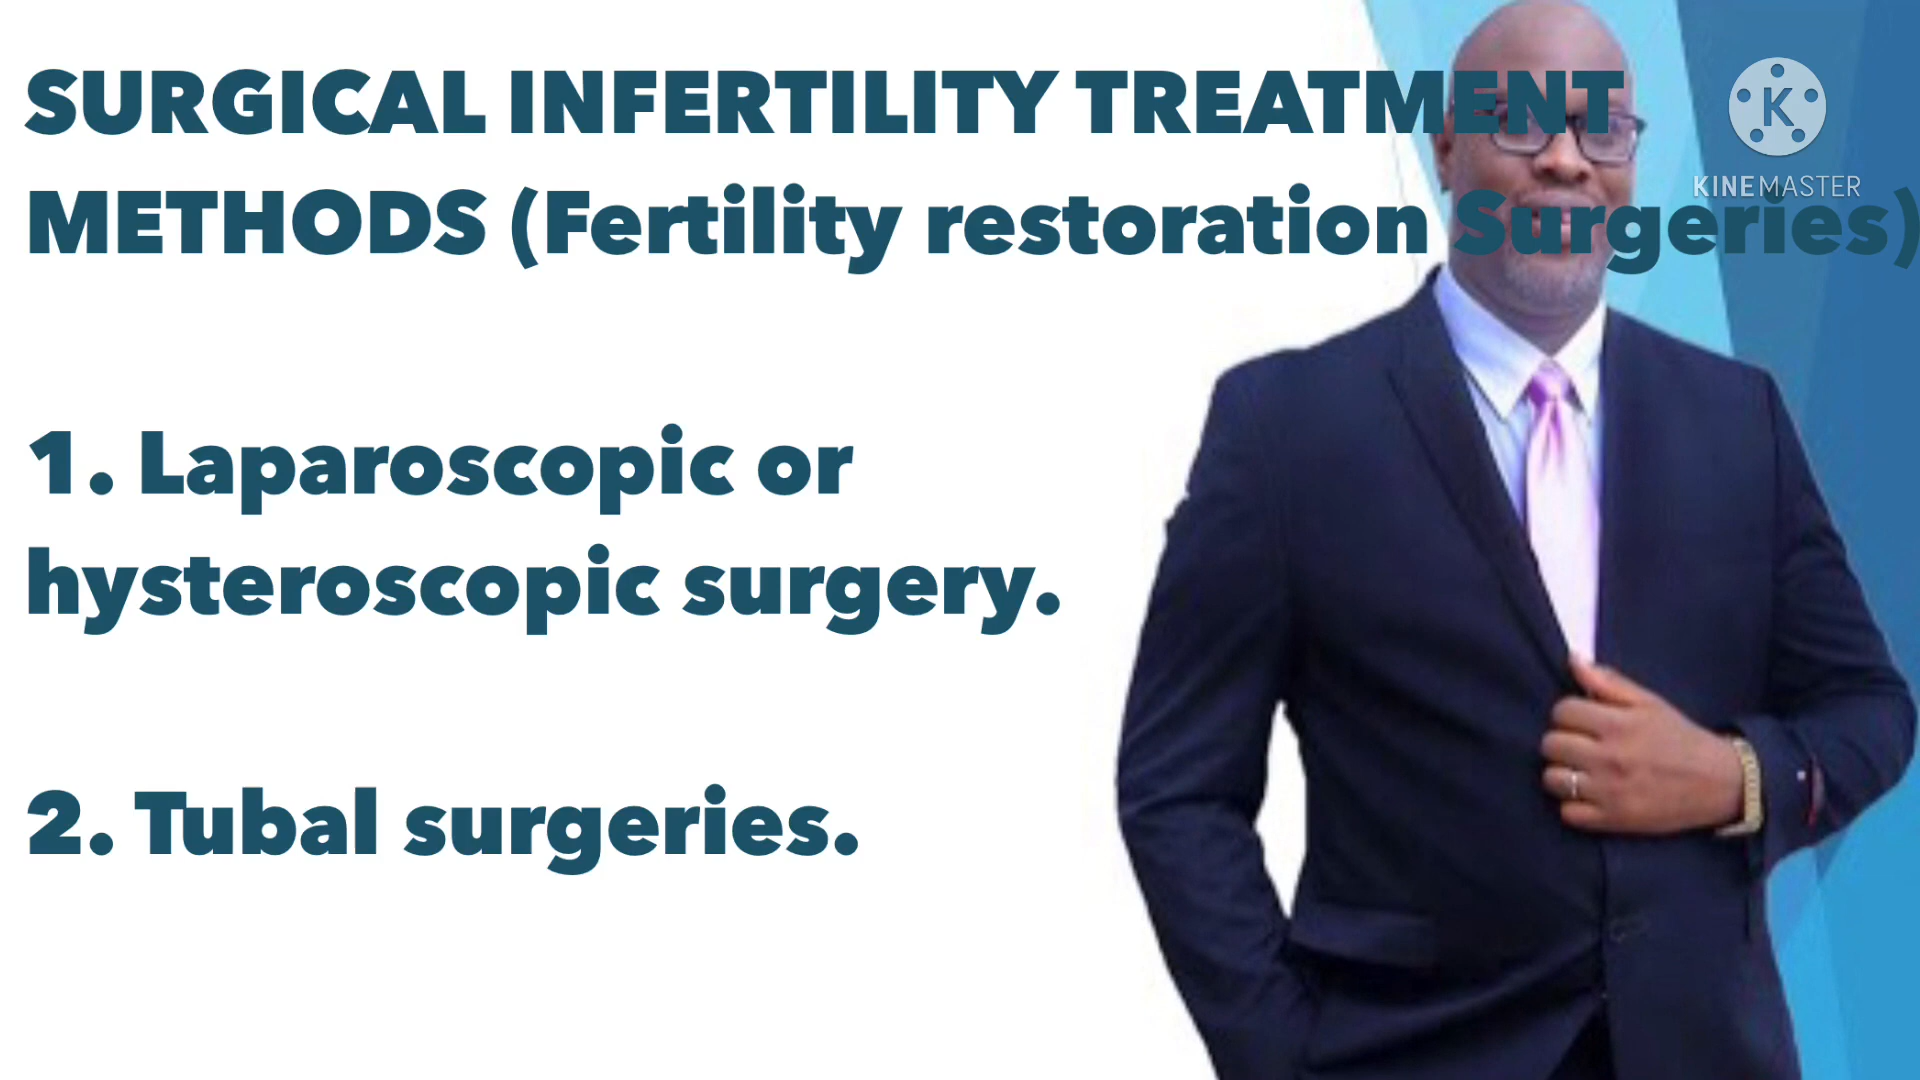 SURGICAL INFERTILITY TREATMENT
METHODS (Fertility restoration Surgeries)
1. Laparoscopic or
hysteroscopic surgery.
2. Tubal surgeries.
K
KINEMASTER